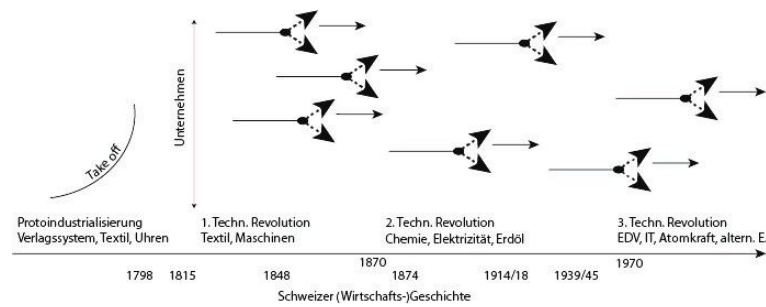 Unternehmen
Take off
Protoindustrialisierung
Verlagssystem, Textil, Uhren
1. Techn. Revolution
Textil, Maschinen
2. Techn. Revolution
Chemie, Elektrizität, Erdöl
3. Techn. Revolution
EDV, IT, Atomkraft, altern. E.
1870
1970
1798
1815
1848
1874
1914/18
1939/45
Schweizer (Wirtschafts-)Geschichte